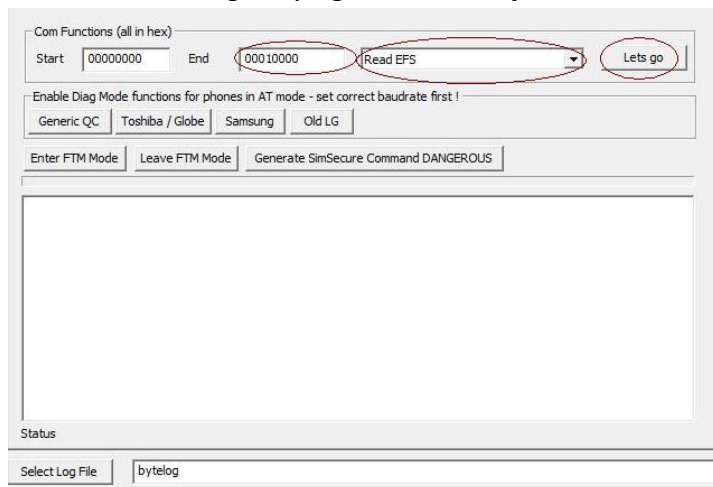 Com Functions (all in hex)
Start 00000000 End 00010000 Read EFS Lets go
Enable Diag Mode functions for phones in AT mode - set correct baudrate first !
Generic QC Toshiba / Globe Samsung Old LG
Enter FTM Mode Leave FTM Mode Generate SimSecure Command DANGEROUS
Status
Select Log File bytelog